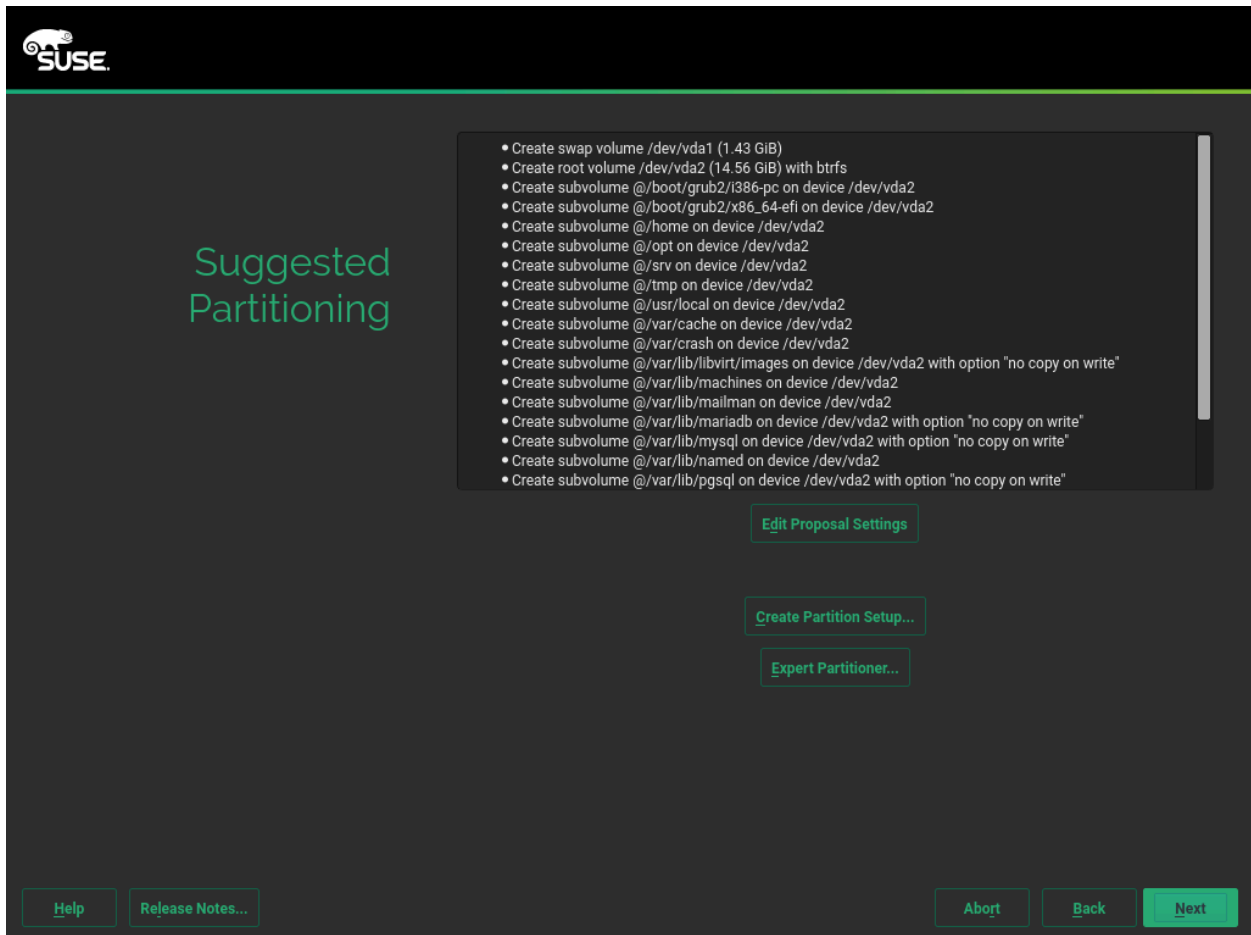 SUSE.
Suggested
Partitioning
• Create swap volume /dev/vda1 (1.43 GiB)
• Create root volume /dev/vda2 (14.56 GiB) with btrfs
• Create subvolume @/boot/grub2/i386-pc on device /dev/vda2
• Create subvolume @/boot/grub2/x86_64-efi on device /dev/vda2
• Create subvolume @/home on device /dev/vda2
• Create subvolume @/opt on device /dev/vda2
• Create subvolume @/srv on device /dev/vda2
• Create subvolume @/tmp on device /dev/vda2
• Create subvolume @/usr/local on device /dev/vda2
• Create subvolume @/var/cache on device /dev/vda2
• Create subvolume @/var/crash on device /dev/vda2
• Create subvolume @/var/lib/libvirt/images on device /dev/vda2 with option "no copy on write"
• Create subvolume @/var/lib/machines on device /dev/vda2
• Create subvolume @/var/lib/mailman on device /dev/vda2
• Create subvolume @/var/lib/mariadb on device /dev/vda2 with option "no copy on write"
• Create subvolume @/var/lib/mysql on device /dev/vda2 with option "no copy on write"
• Create subvolume @/var/lib/named on device /dev/vda2
• Create subvolume @/var/lib/pgsql on device /dev/vda2 with option "no copy on write"
Edit Proposal Settings
Create Partition Setup...
Expert Partitioner...
Help Release Notes... Abort Back Next